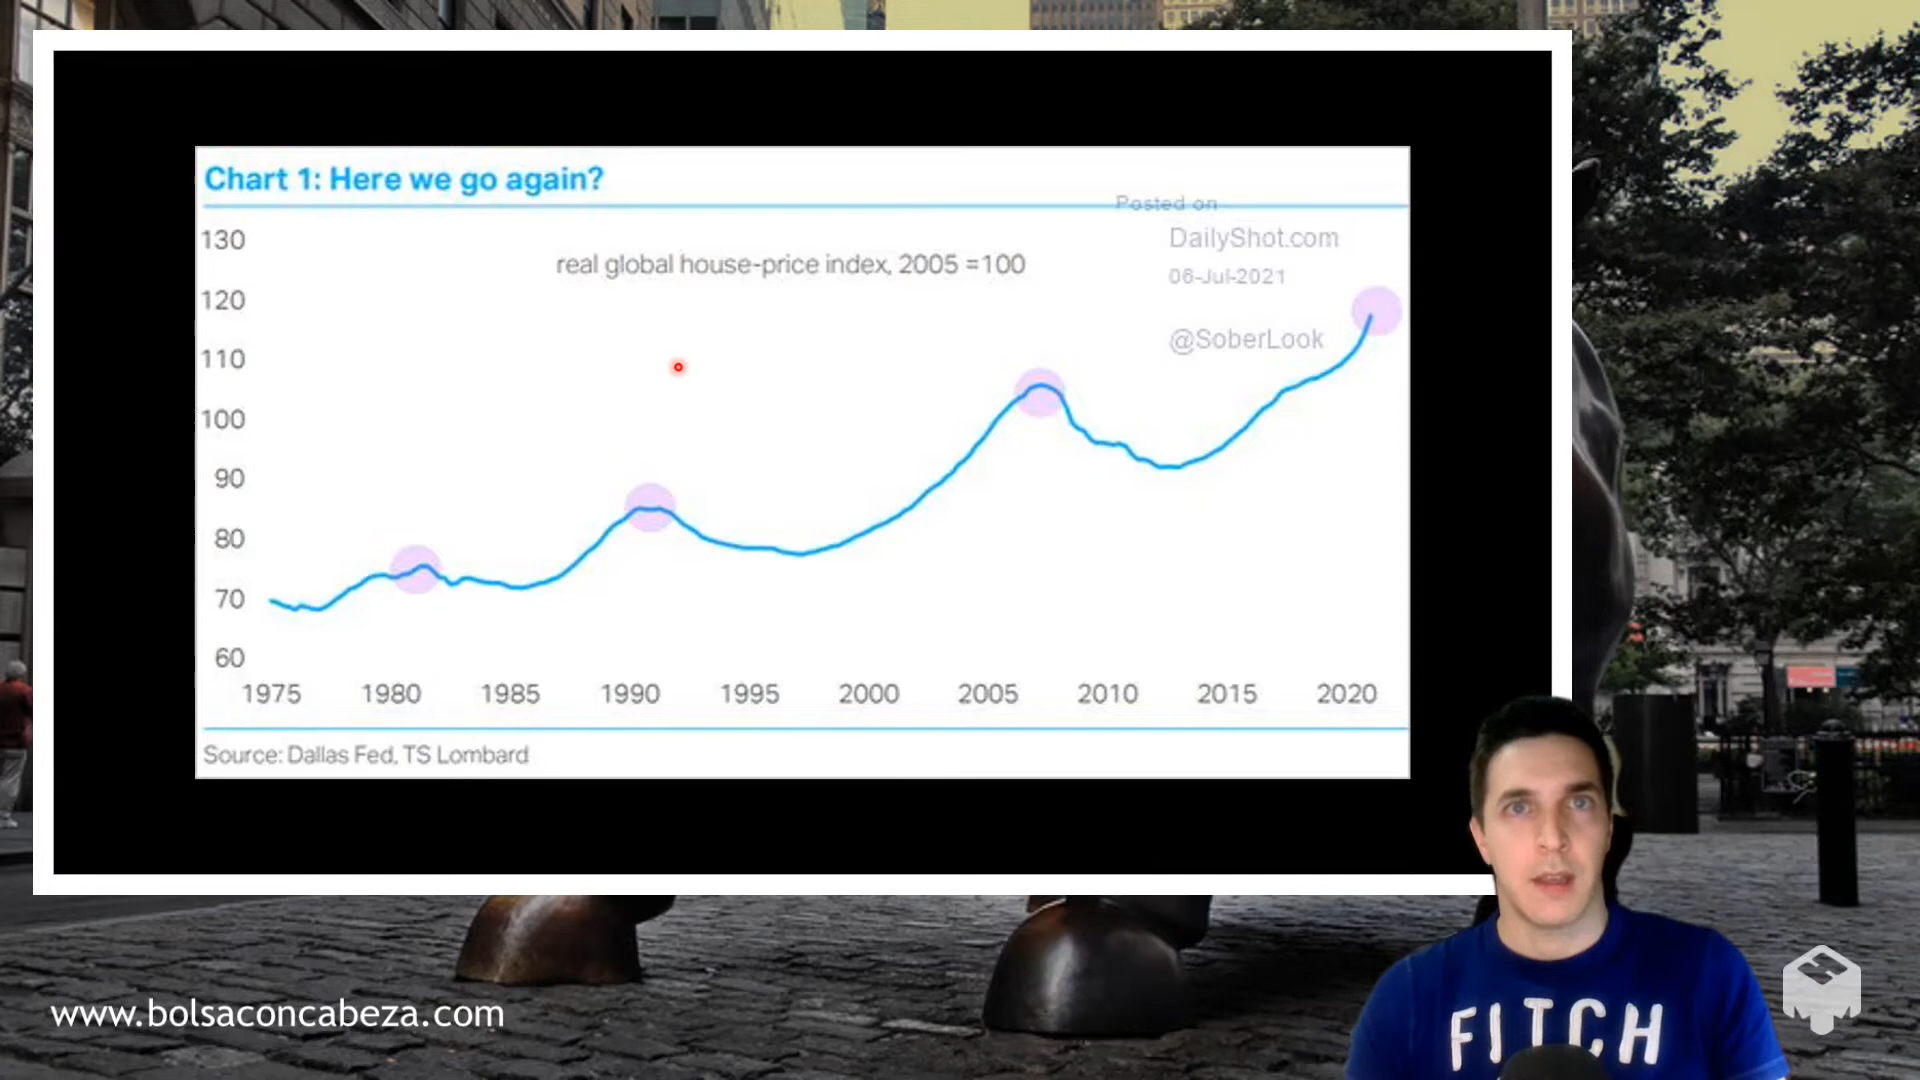 Chart 1: Here we go again?
Posted on
130
real global house-price index, 2005 =100
DailyShot.com
06-Jul-2021
120
@SoberLook
110
100
90
80
70
60
1975 1980 1985 1990 1995 2000 2005 2010 2015 2020
Source: Dallas Fed, TS Lombard
www.bolsaconcabeza.com
FITCH